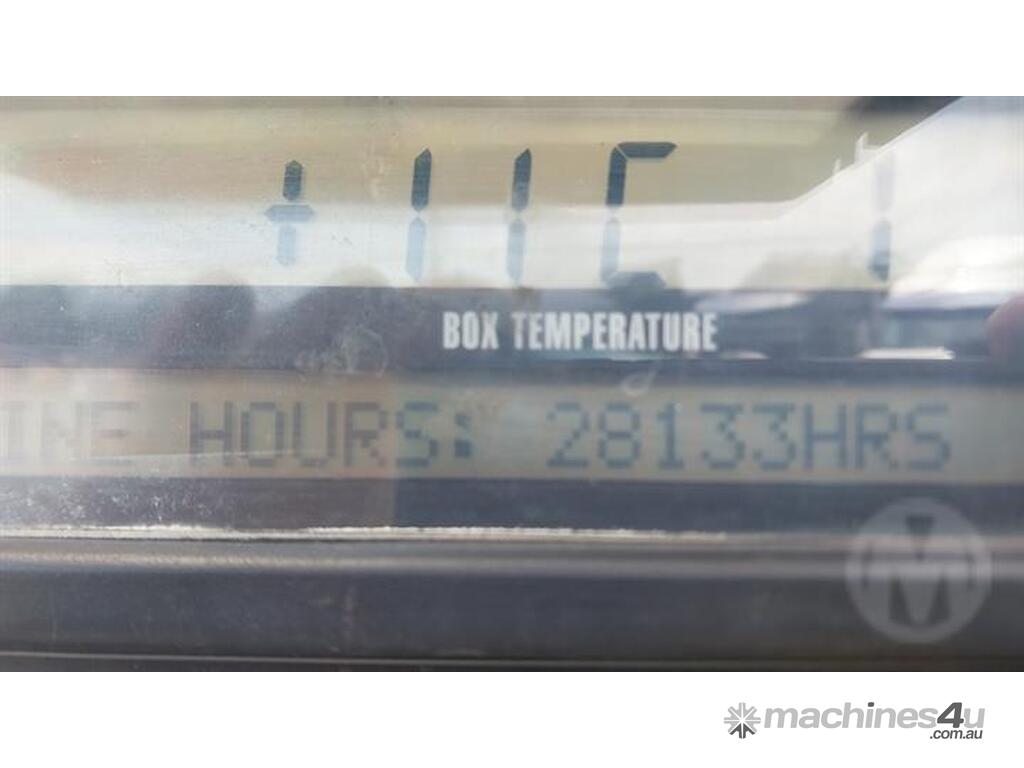 +11C
BOX TEMPERATURE
INE HOURS: 28133HRS
M
machines4u
.com.au